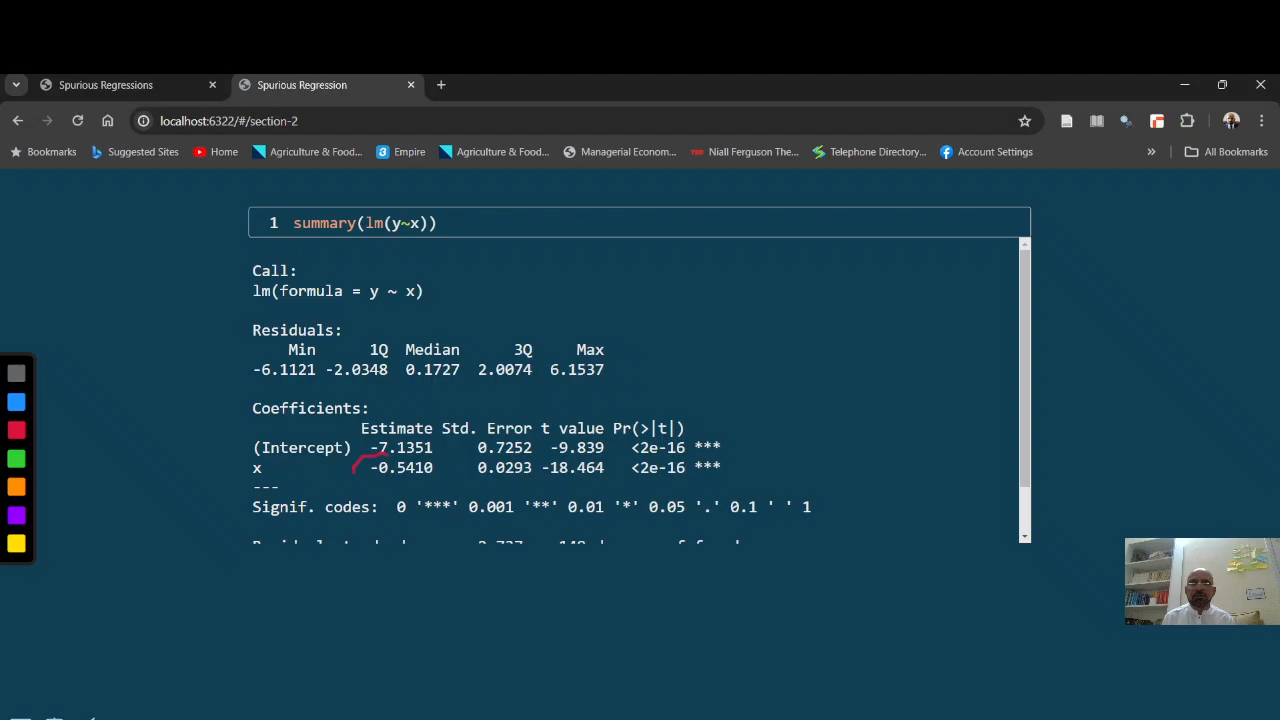 Spurious Regressions
Spurious Regression
localhost:6322/#/section-2
Bookmarks
Suggested Sites
Home
Agriculture & Food...
Empire
Agriculture & Food...
Managerial Econom...
Niall Ferguson The...
Telephone Directory...
Account Settings
All Bookmarks
1 summary(lm(y~x))
Call:
lm(formula = y ~ x)
Residuals:
Min 1Q Median 3Q Max
-6.1121 -2.0348 0.1727 2.0074 6.1537
Coefficients:
Estimate Std. Error t value Pr(>|t|)
(Intercept) -7.1351 0.7252 -9.839 <2e-16 ***
x -0.5410 0.0293 -18.464 <2e-16 ***
---
Signif. codes: 0 '***' 0.001 '**' 0.01 '*' 0.05 '.' 0.1 ' ' 1